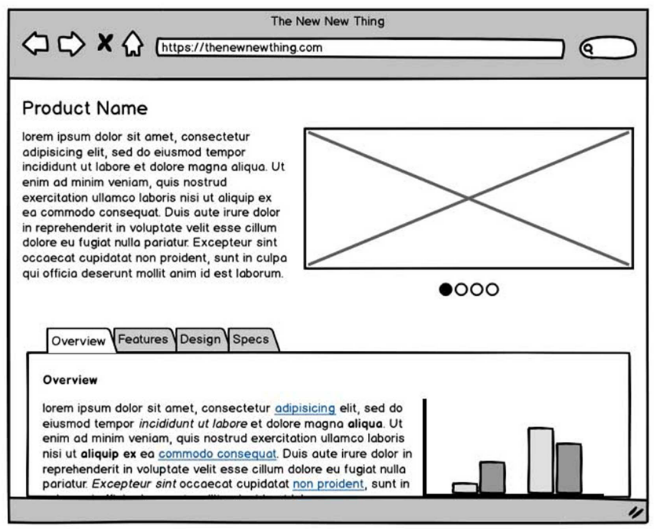 The New New Thing
https://thenewnewthing.com
Product Name
lorem ipsum dolor sit amet, consectetur
adipisicing elit, sed do eiusmod tempor
incididunt ut labore et dolore magna aliqua. Ut
enim ad minim veniam, quis nostrud
exercitation ullamco laboris nisi ut aliquip ex
ea commodo consequat. Duis aute irure dolor
in reprehenderit in voluptate velit esse cillum
dolore eu fugiat nulla pariatur. Excepteur sint
occaecat cupidatat non proident, sunt in culpa
qui officia deserunt mollit anim id est laborum.
Overview Features Design Specs
Overview
lorem ipsum dolor sit amet, consectetur adipisicing elit, sed do
eiusmod tempor incididunt ut labore et dolore magna aliqua. Ut
enim ad minim veniam, quis nostrud exercitation ullamco laboris
nisi ut aliquip ex ea commodo consequat. Duis aute irure dolor in
reprehenderit in voluptate velit esse cillum dolore eu fugiat nulla
pariatur. Excepteur sint occaecat cupidatat non proident, sunt in